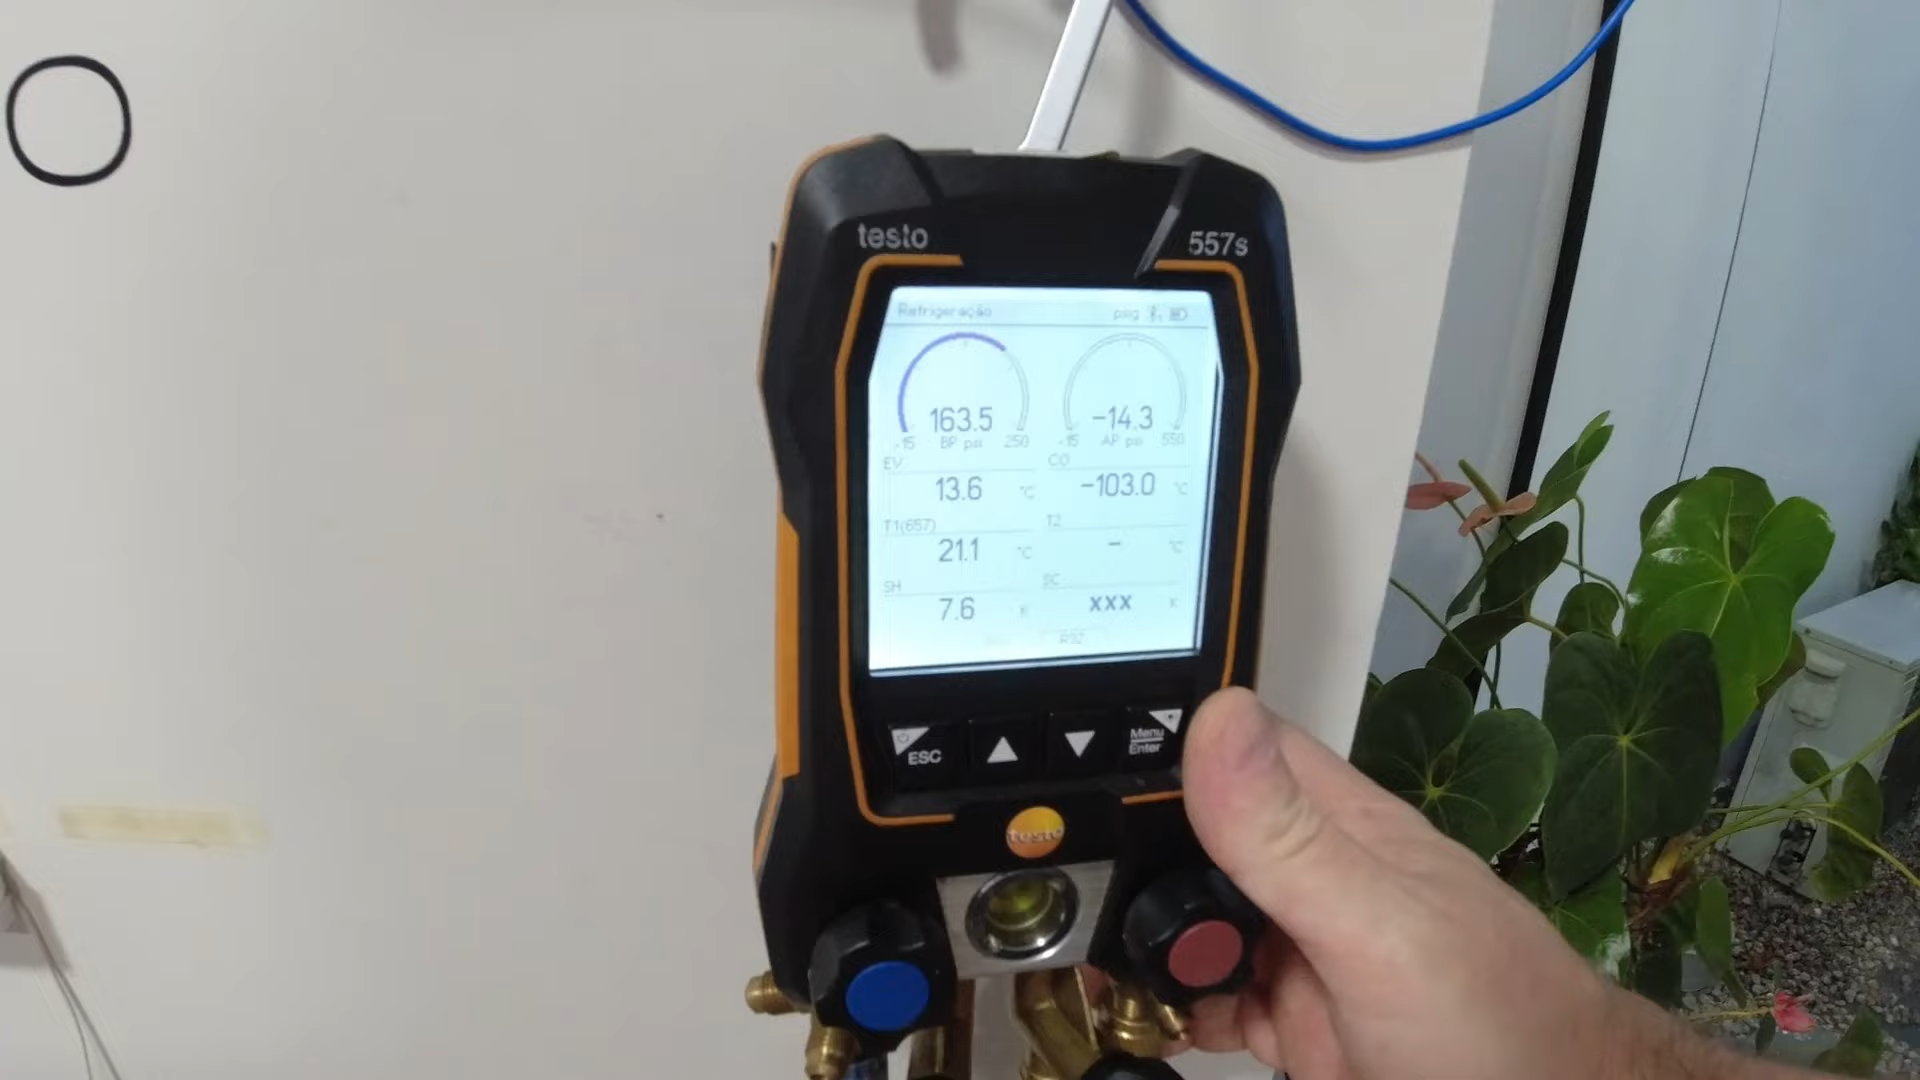 testo 557s
Refrigeração psig
163.5 -14.3
-15 BP psi 250 -15 AP psi 550
EV CO
13.6 °C -103.0 °C
T1(657) T2
21.1 °C - °C
SH SC
7.6 K xxx K
R32
ESC Menu
Enter
testo